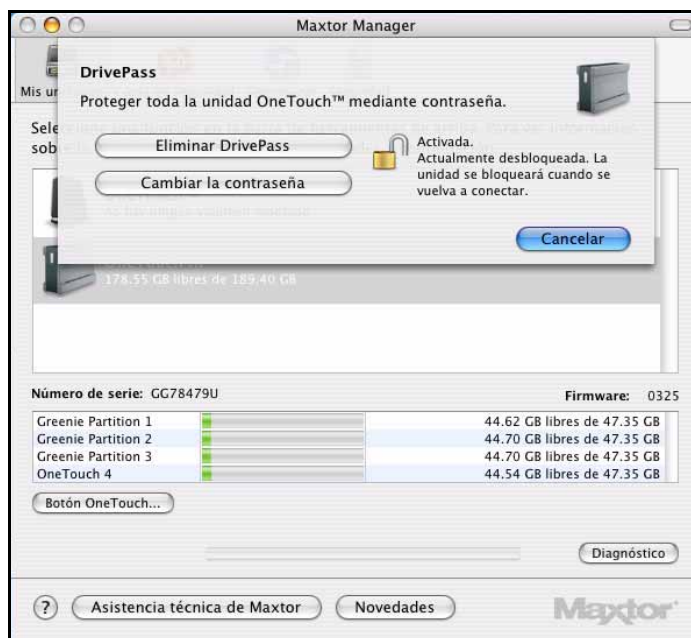 Maxtor Manager
DrivePass
Mis
Proteger toda la unidad OneTouch™ mediante contraseña.
Eliminar DrivePass
Activada.
Actualmente desbloqueada. La
unidad se bloqueará cuando se
vuelva a conectar.
Cambiar la contraseña
Cancelar
178.55 GB libres de 189.40 GB
Número de serie: GG78479U
Firmware: 0325
Greenie Partition 1 44.62 GB libres de 47.35 GB
Greenie Partition 2 44.70 GB libres de 47.35 GB
Greenie Partition 3 44.70 GB libres de 47.35 GB
OneTouch 4 44.54 GB libres de 47.35 GB
Botón OneTouch...
Diagnóstico
?
Asistencia técnica de Maxtor
Novedades
Maxtor